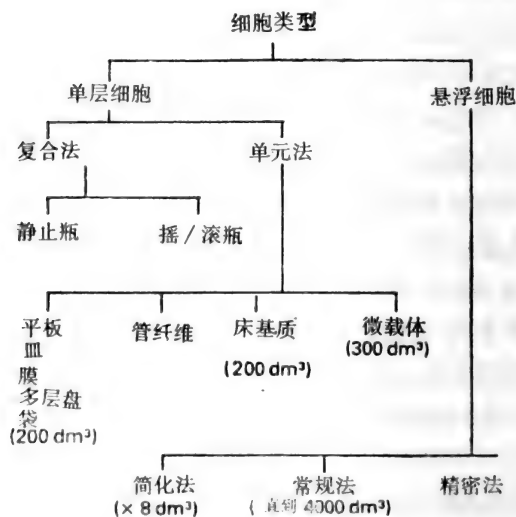 细胞类型
单层细胞 悬浮细胞
复合法 单元法
静止瓶 摇/滚瓶
平板 管纤维 床基质 微载体
皿 (200 dm³) (300 dm³)
膜
多层盘
袋
(200 dm³)
简化法 常规法 精密法
(× 8 dm³) (直到 4000 dm³)